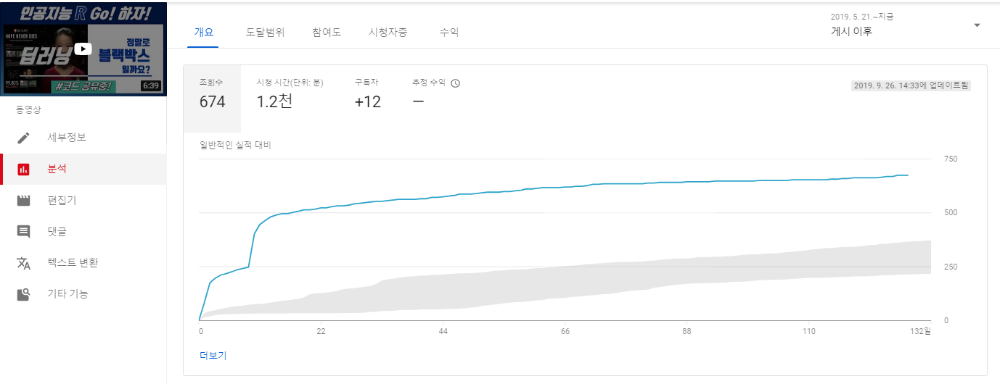 인공지능 R Go! 하자!
HOPE NEVER DIES
딥러닝
정말로
블랙박스
일까요?
99.80%
#코드 공유중!
6:39
동영상
세부정보
분석
편집기
댓글
텍스트 변환
기타 기능
개요
도달범위
참여도
시청자층
수익
2019. 5. 21.~지금
게시 이후
조회수
674
시청 시간(단위: 분)
1.2천
구독자
+12
추정 수익
—
2019. 9. 26. 14:33에 업데이트됨
일반적인 실적 대비
750
500
250
0
0
22
44
66
88
110
132일
더보기